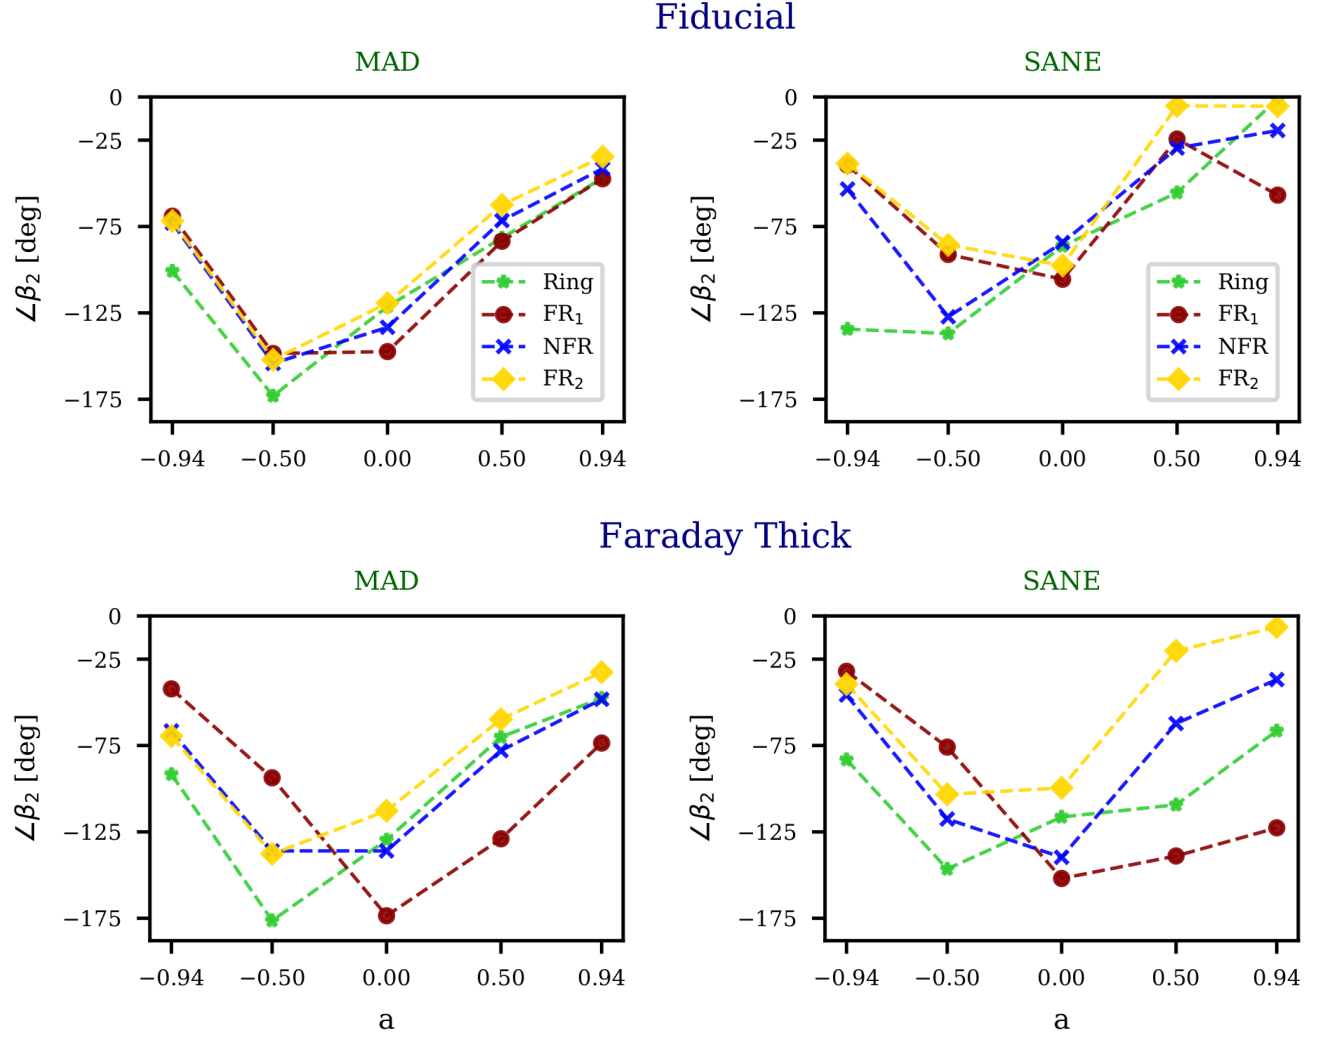 Fiducial
MAD
SANE
0
−25
−75
−125
−175
∠β₂ [deg]
−0.94
−0.50
0.00
0.50
0.94
Ring
FR₁
NFR
FR₂
0
−25
−75
−125
−175
∠β₂ [deg]
−0.94
−0.50
0.00
0.50
0.94
Ring
FR₁
NFR
FR₂
Faraday Thick
MAD
SANE
0
−25
−75
−125
−175
∠β₂ [deg]
−0.94
−0.50
0.00
0.50
0.94
a
0
−25
−75
−125
−175
∠β₂ [deg]
−0.94
−0.50
0.00
0.50
0.94
a